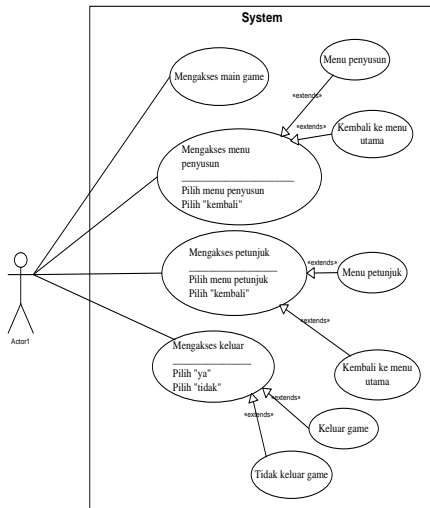 System
Menu penyusun
Mengakses main game
«extends»
«extends»
Kembali ke menu
utama
Mengakses menu
penyusun
Pilih menu penyusun
Pilih "kembali"
Mengakses petunjuk
Pilih menu petunjuk
Pilih "kembali"
«extends»
Menu petunjuk
Actor1
«extends»
Kembali ke menu
utama
Mengakses keluar
Pilih "ya"
Pilih "tidak"
«extends»
«extends»
Keluar game
Tidak keluar game